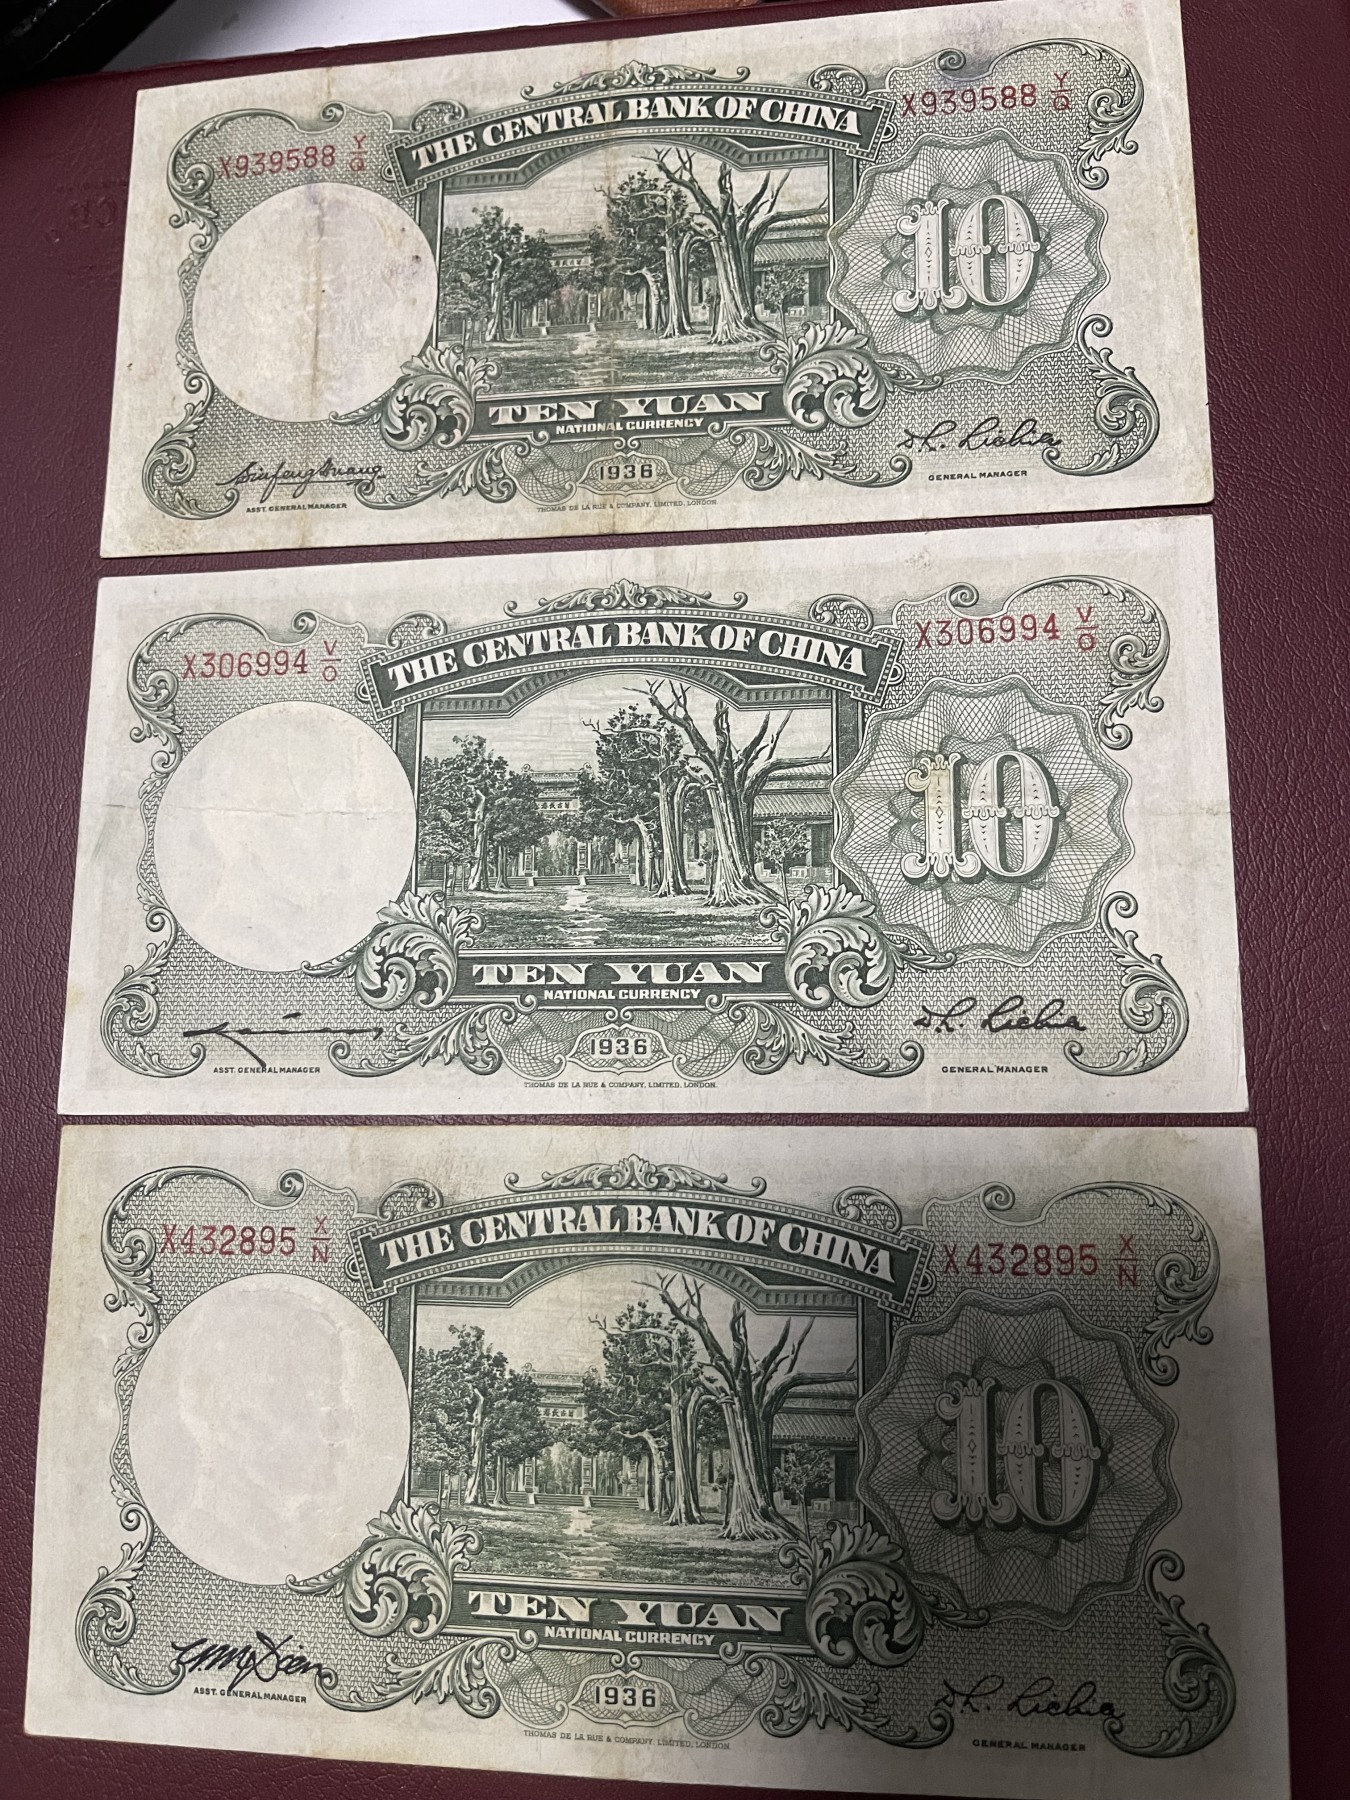 X939588 Y/Q
THE CENTRAL BANK OF CHINA
X939588 Y/Q
10
TEN YUAN
NATIONAL CURRENCY
1936
ASST. GENERAL MANAGER
GENERAL MANAGER
THOMAS DE LA RUE & COMPANY, LIMITED, LONDON.
X306994 V/O
THE CENTRAL BANK OF CHINA
X306994 V/O
10
TEN YUAN
NATIONAL CURRENCY
1936
ASST. GENERAL MANAGER
GENERAL MANAGER
THOMAS DE LA RUE & COMPANY, LIMITED, LONDON.
X432895 X/N
THE CENTRAL BANK OF CHINA
X432895 X/N
10
TEN YUAN
NATIONAL CURRENCY
1936
ASST. GENERAL MANAGER
GENERAL MANAGER
THOMAS DE LA RUE & COMPANY, LIMITED, LONDON.